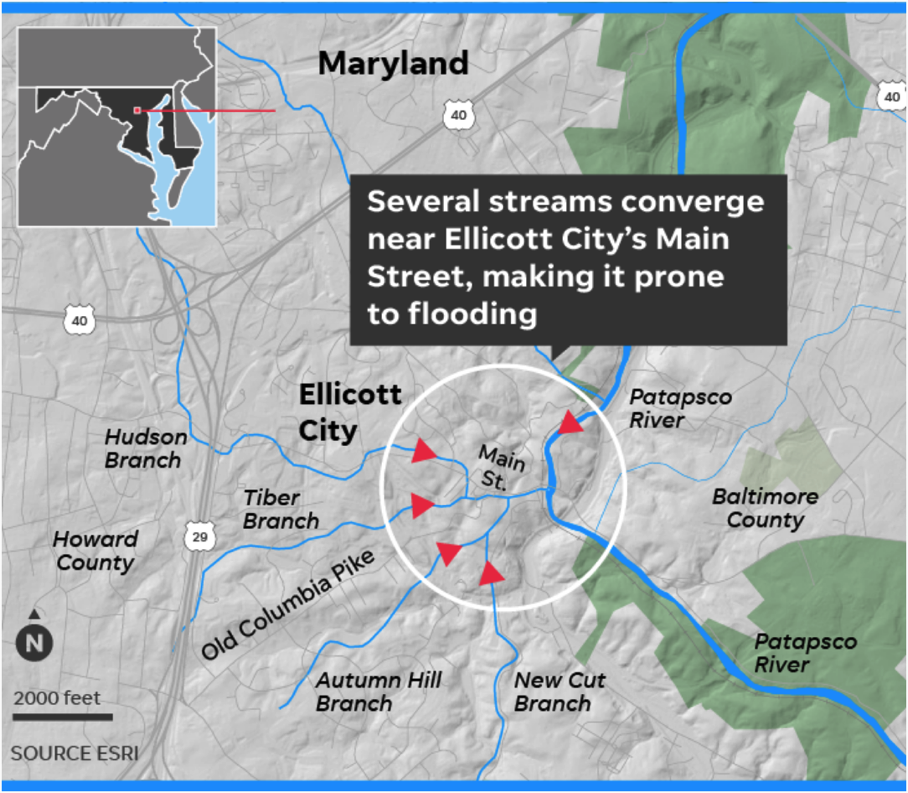 Maryland
40
40
Several streams converge
near Ellicott City’s Main
Street, making it prone
to flooding
40
Ellicott
City
Patapsco
River
Hudson
Branch
Main
St.
Tiber
Branch
Baltimore
County
Howard
County
29
Old Columbia Pike
N
Patapsco
River
Autumn Hill
Branch
New Cut
Branch
2000 feet
SOURCE ESRI